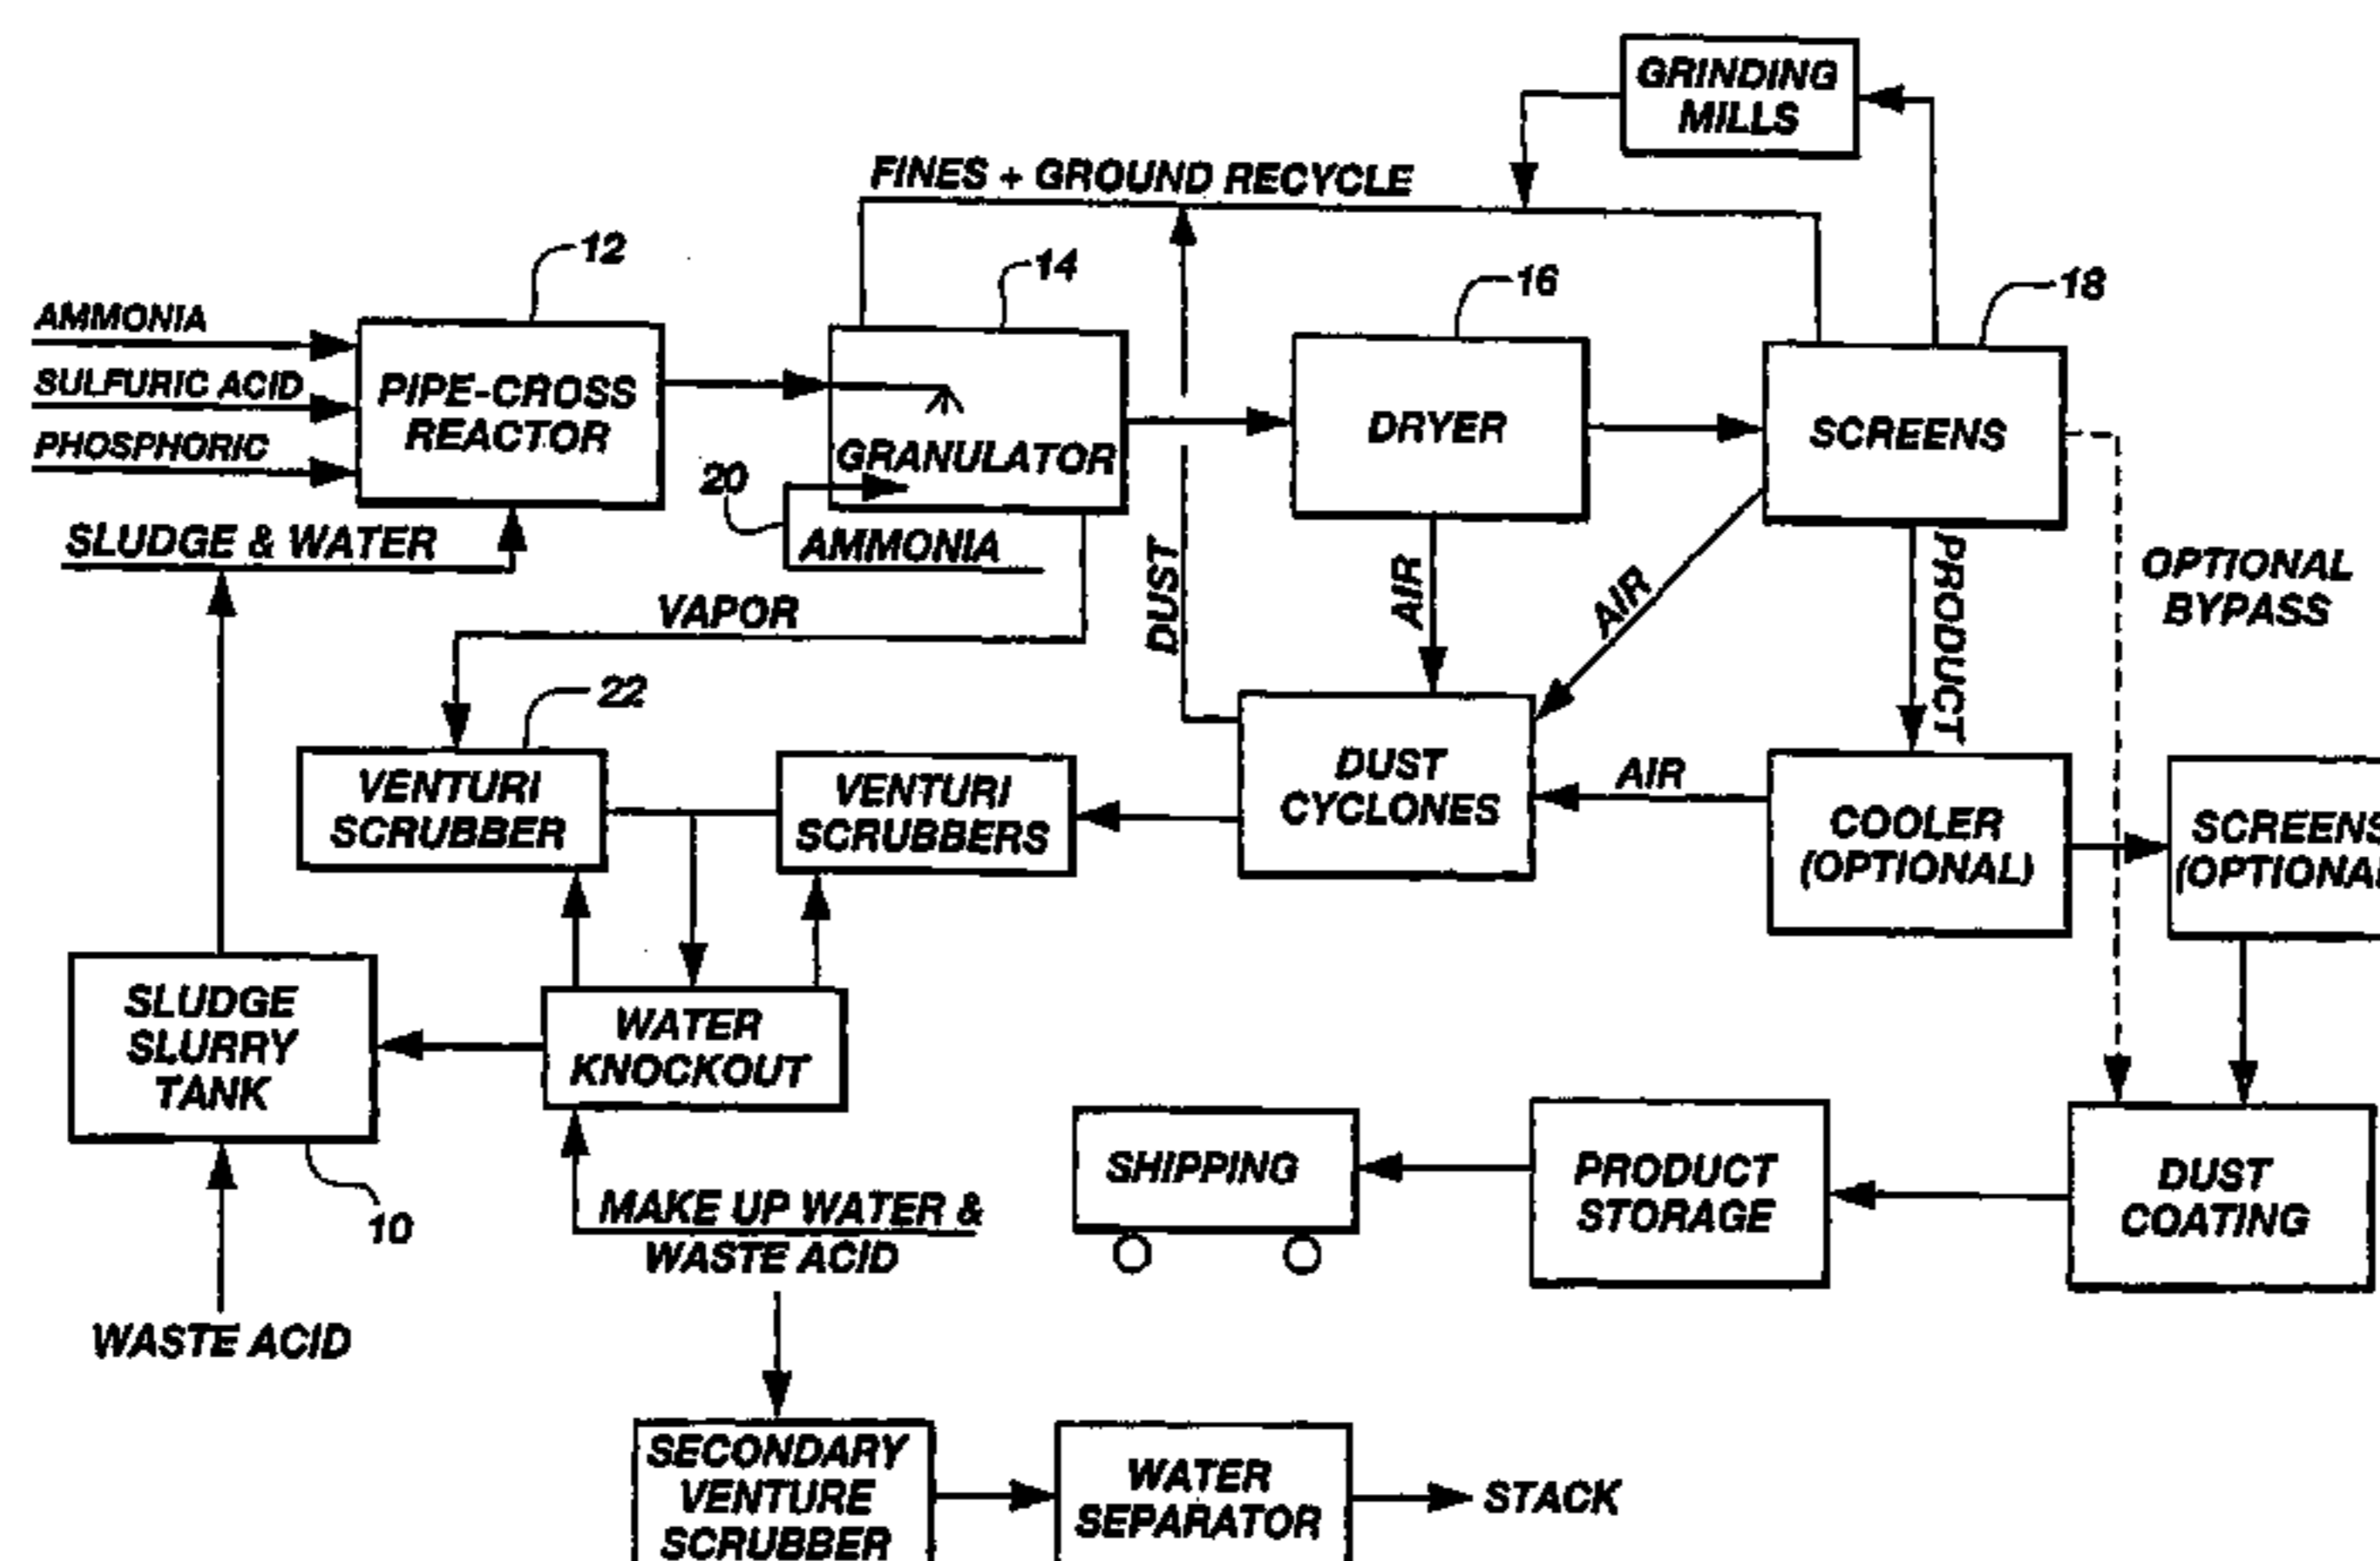 GRINDING
MILLS
FINES + GROUND RECYCLE
12
14
16
18
AMMONIA
SULFURIC ACID
PHOSPHORIC
PIPE-CROSS
REACTOR
GRANULATOR
DRYER
SCREENS
20
SLUDGE & WATER
AMMONIA
VAPOR
DUST
AIR
AIR
PRODUCT
OPTIONAL
BYPASS
22
VENTURI
SCRUBBER
VENTURI
SCRUBBERS
DUST
CYCLONES
AIR
COOLER
(OPTIONAL)
SCREENS
(OPTIONAL
SLUDGE
SLURRY
TANK
WATER
KNOCKOUT
10
MAKE UP WATER &
WASTE ACID
SHIPPING
PRODUCT
STORAGE
DUST
COATING
WASTE ACID
SECONDARY
VENTURE
SCRUBBER
WATER
SEPARATOR
STACK